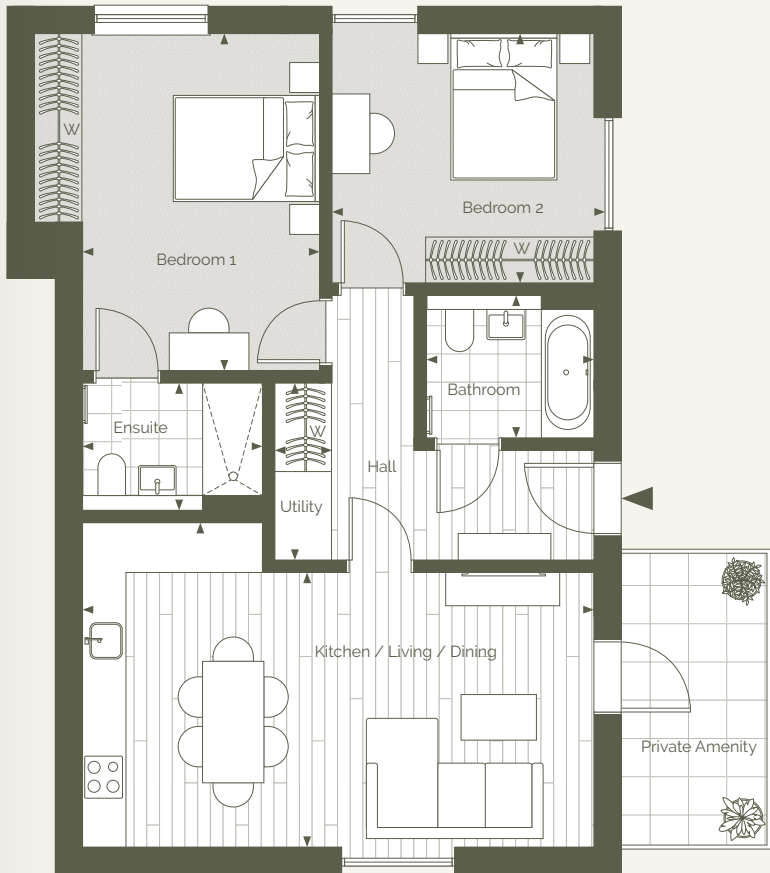 W
Bedroom 2
W
Bedroom 1
Bathroom
Ensuite
W
Hall
Utility
Kitchen / Living / Dining
Private Amenity